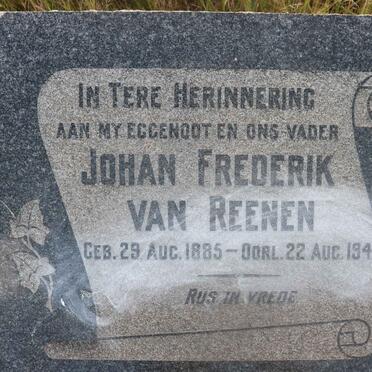 IN TERE HERINNERING
AAN MY EGGENOOT EN ONS VADER
JOHAN FREDERIK
VAN REENEN
GEB. 29 AUG. 1885 – OORL. 22 AUG. 194
RUS IN VREDE